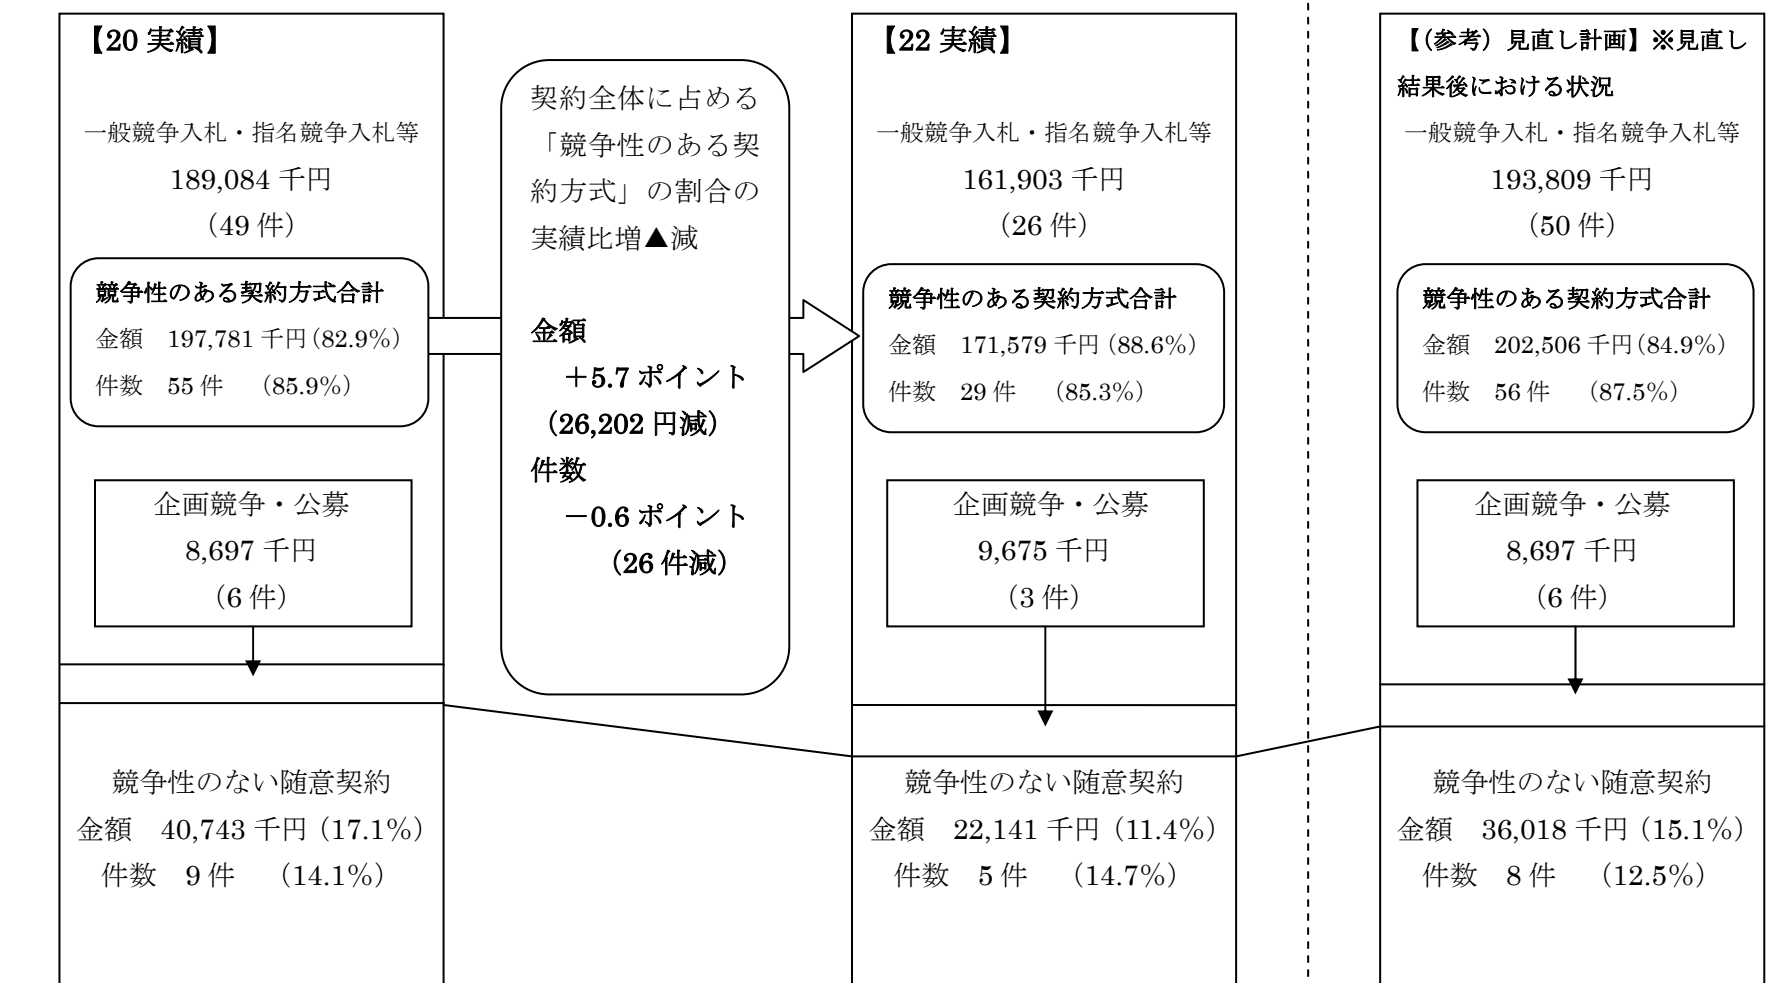 【20 実績】
一般競争入札・指名競争入札等
189,084 千円
（49 件）
競争性のある契約方式合計
金額　197,781 千円（82.9%）
件数　55 件　（85.9%）
企画競争・公募
8,697 千円
（6 件）
競争性のない随意契約
金額　40,743 千円（17.1%）
件数　9 件　（14.1%）
契約全体に占める
「競争性のある契
約方式」の割合の
実績比増▲減
金額
＋5.7 ポイント
（26,202 円減）
件数
－0.6 ポイント
（26 件減）
【22 実績】
一般競争入札・指名競争入札等
161,903 千円
（26 件）
競争性のある契約方式合計
金額　171,579 千円（88.6%）
件数　29 件　（85.3%）
企画競争・公募
9,675 千円
（3 件）
競争性のない随意契約
金額　22,141 千円（11.4%）
件数　5 件　（14.7%）
【（参考）見直し計画】※見直し
結果後における状況
一般競争入札・指名競争入札等
193,809 千円
（50 件）
競争性のある契約方式合計
金額　202,506 千円（84.9%）
件数　56 件　（87.5%）
企画競争・公募
8,697 千円
（6 件）
競争性のない随意契約
金額　36,018 千円（15.1%）
件数　8 件　（12.5%）